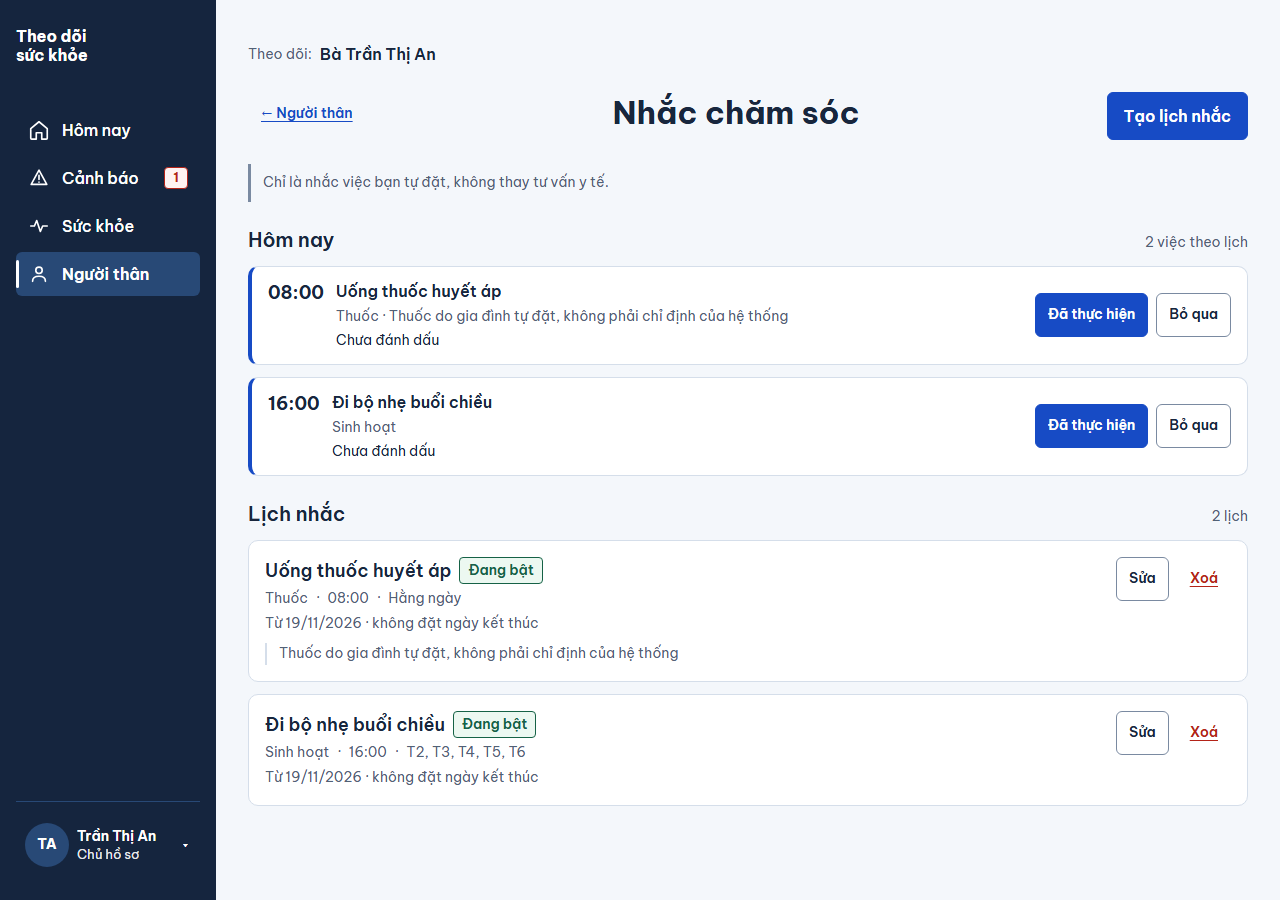 Theo dõi
sức khỏe
Hôm nay
Cảnh báo 1
Sức khỏe
Người thân
TA
Trần Thị An
Chủ hồ sơ
Theo dõi: Bà Trần Thị An
← Người thân
Nhắc chăm sóc
Tạo lịch nhắc
Chỉ là nhắc việc bạn tự đặt, không thay tư vấn y tế.
Hôm nay
2 việc theo lịch
08:00 Uống thuốc huyết áp
Thuốc · Thuốc do gia đình tự đặt, không phải chỉ định của hệ thống
Chưa đánh dấu
Đã thực hiện
Bỏ qua
16:00 Đi bộ nhẹ buổi chiều
Sinh hoạt
Chưa đánh dấu
Đã thực hiện
Bỏ qua
Lịch nhắc
2 lịch
Uống thuốc huyết áp Đang bật
Thuốc · 08:00 · Hằng ngày
Từ 19/11/2026 · không đặt ngày kết thúc
Thuốc do gia đình tự đặt, không phải chỉ định của hệ thống
Sửa
Xoá
Đi bộ nhẹ buổi chiều Đang bật
Sinh hoạt · 16:00 · T2, T3, T4, T5, T6
Từ 19/11/2026 · không đặt ngày kết thúc
Sửa
Xoá